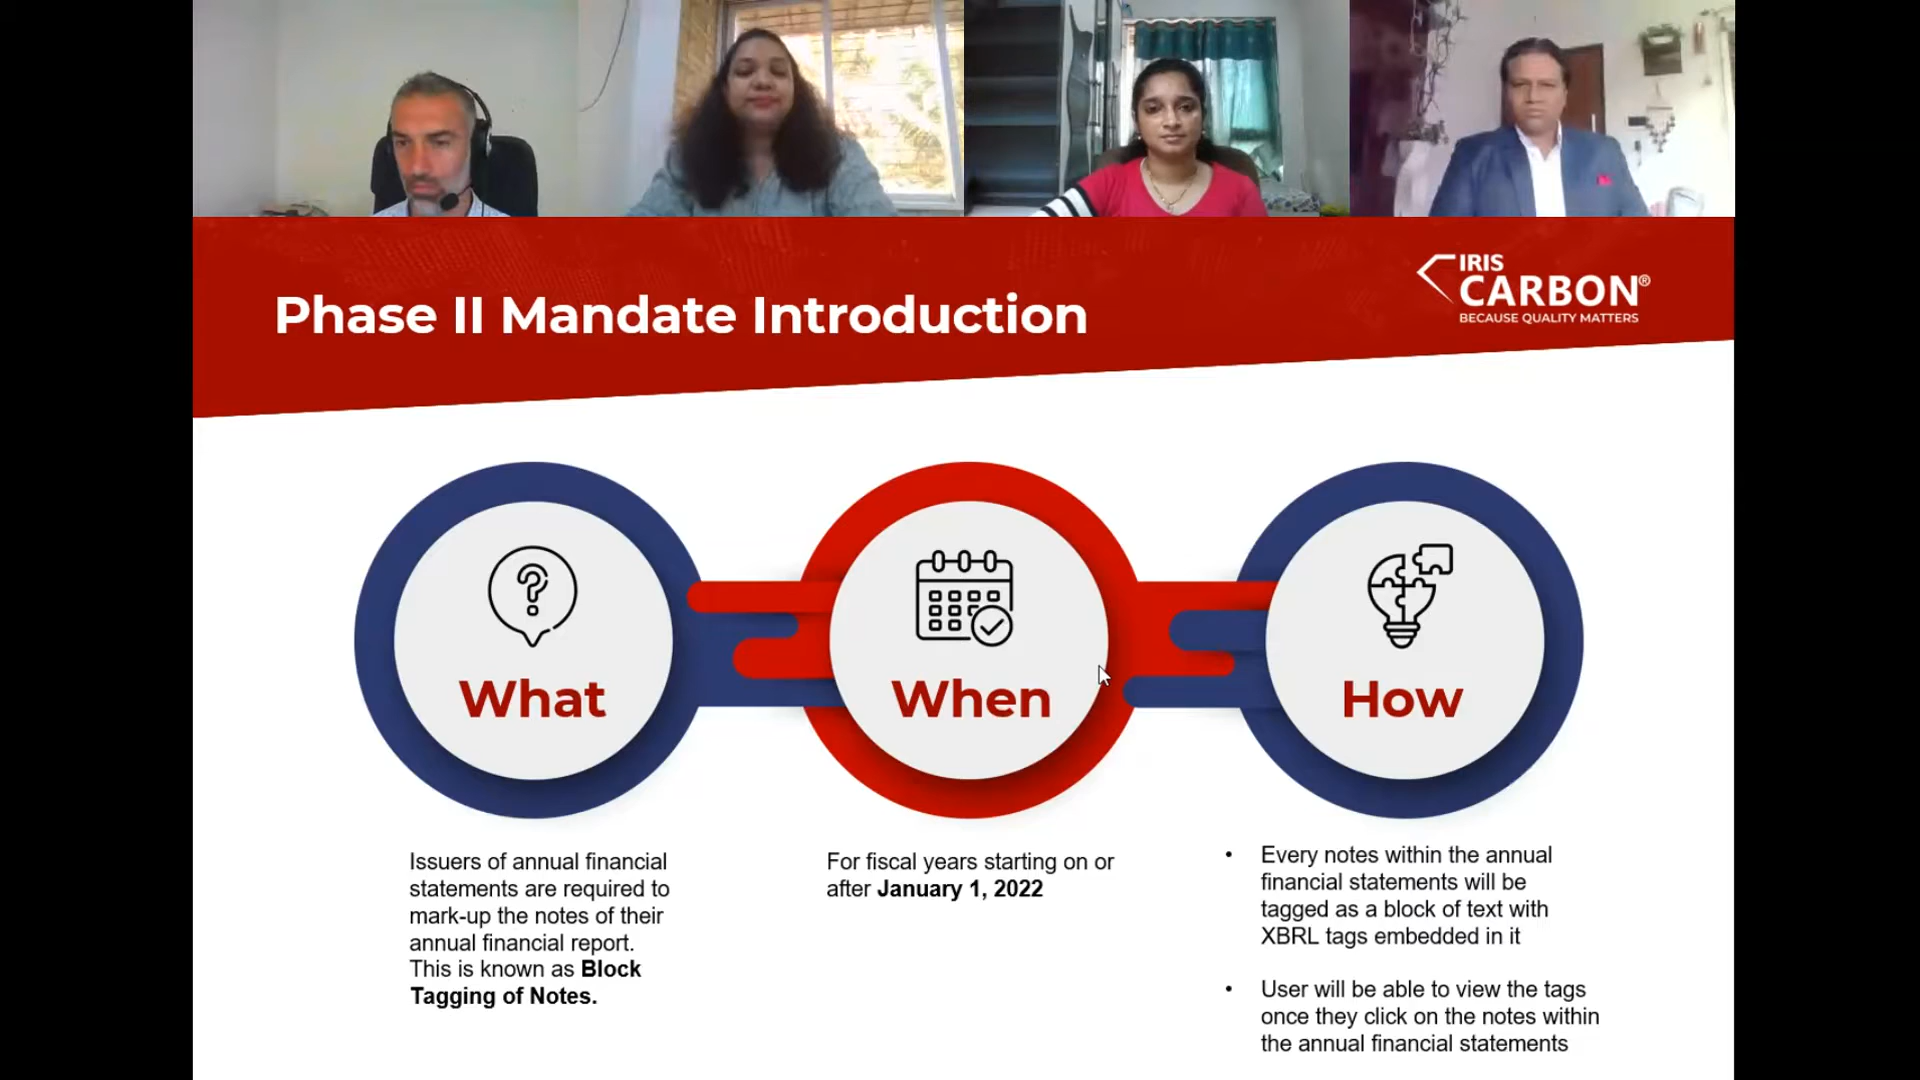 Phase II Mandate Introduction
IRIS
CARBON®
BECAUSE QUALITY MATTERS
What
When
How
Issuers of annual financial
statements are required to
mark-up the notes of their
annual financial report.
This is known as Block
Tagging of Notes.
For fiscal years starting on or
after January 1, 2022
• Every notes within the annual
financial statements will be
tagged as a block of text with
XBRL tags embedded in it
• User will be able to view the tags
once they click on the notes within
the annual financial statements